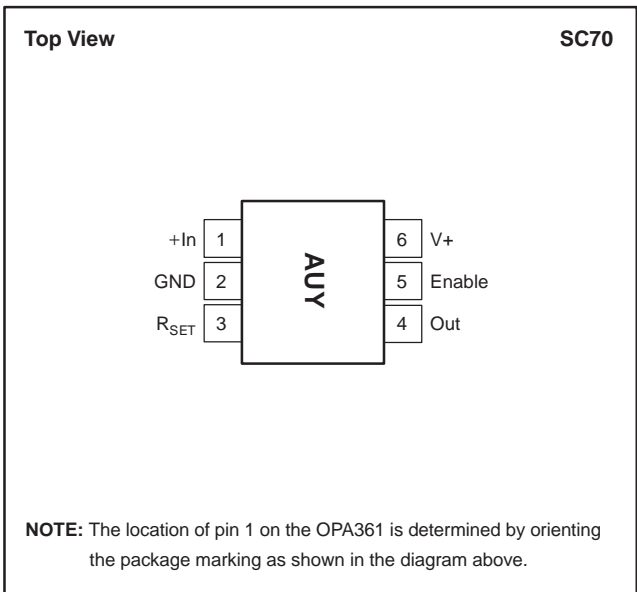 Top View SC70
+In 1 6 V+
AUY
GND 2 5 Enable
RSET 3 4 Out
NOTE: The location of pin 1 on the OPA361 is determined by orienting
the package marking as shown in the diagram above.